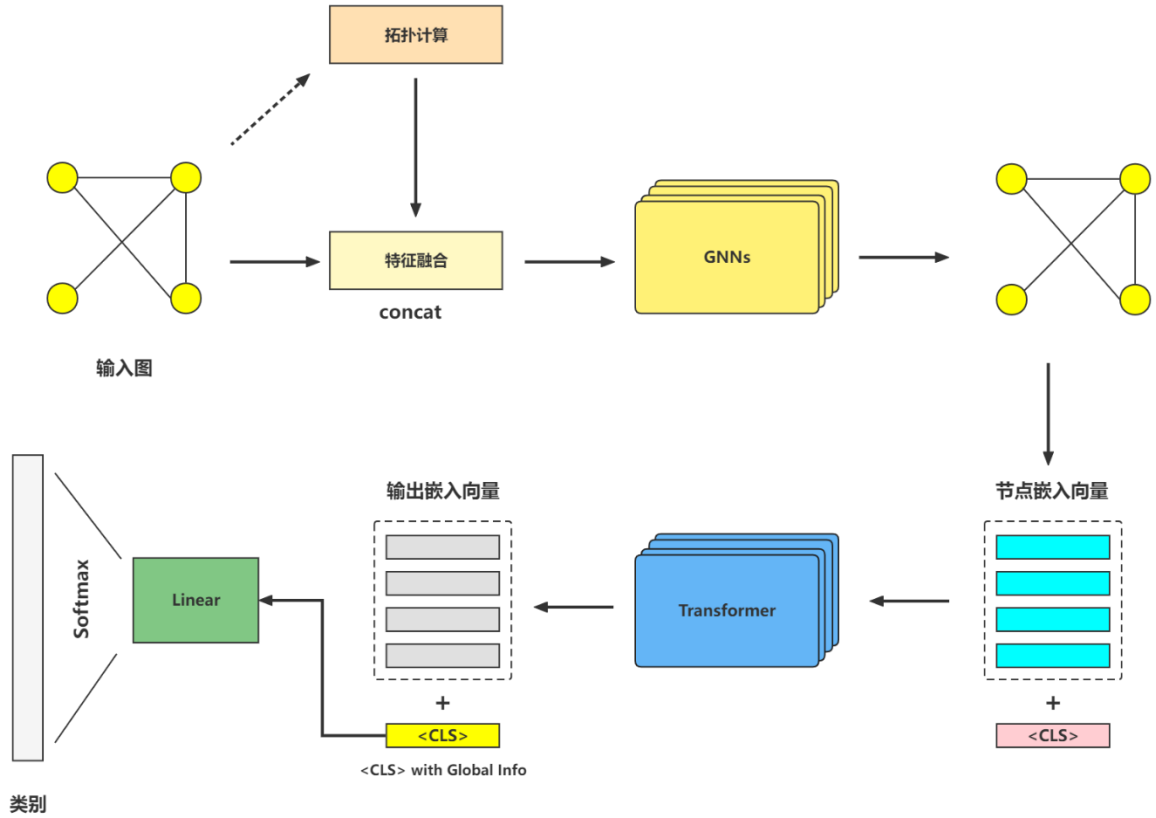 拓扑计算
特征融合
concat
GNNs
输入图
输出嵌入向量
节点嵌入向量
Softmax
Linear
Transformer
+
+
<CLS>
<CLS>
<CLS> with Global Info
类别